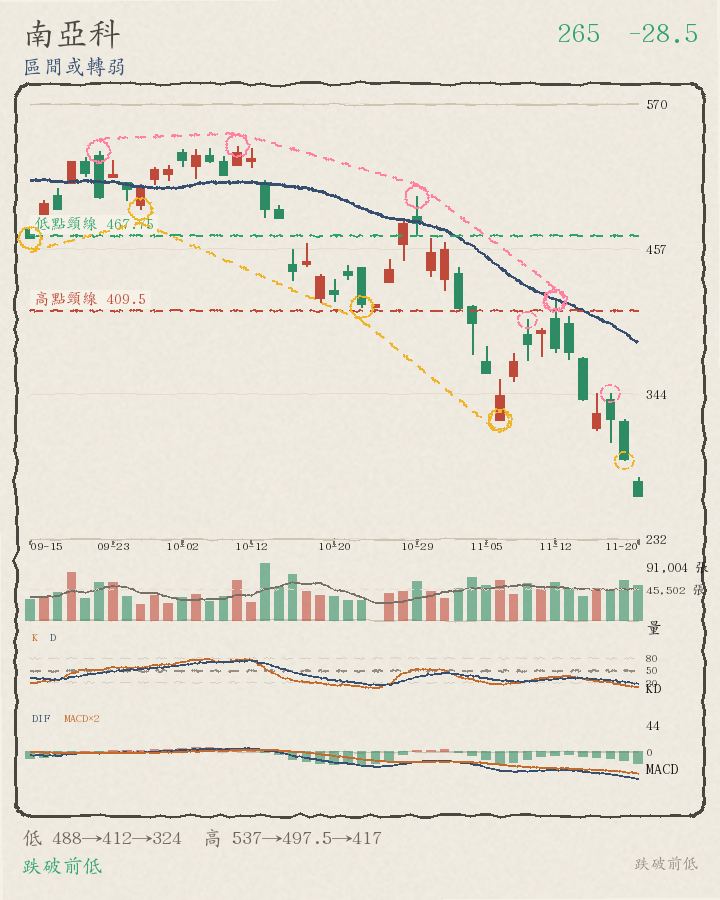 南亞科
265 -28.5
區間或轉弱
570
低點頸線 467.75
457
高點頸線 409.5
344
232
09-15 09-23 10-02 10-12 10-20 10-29 11-05 11-12 11-20
91,004 張
45,502 張
量
K D
80
50
20
KD
DIF MACD×2
44
0
MACD
低 488→412→324 高 537→497.5→417
跌破前低
跌破前低